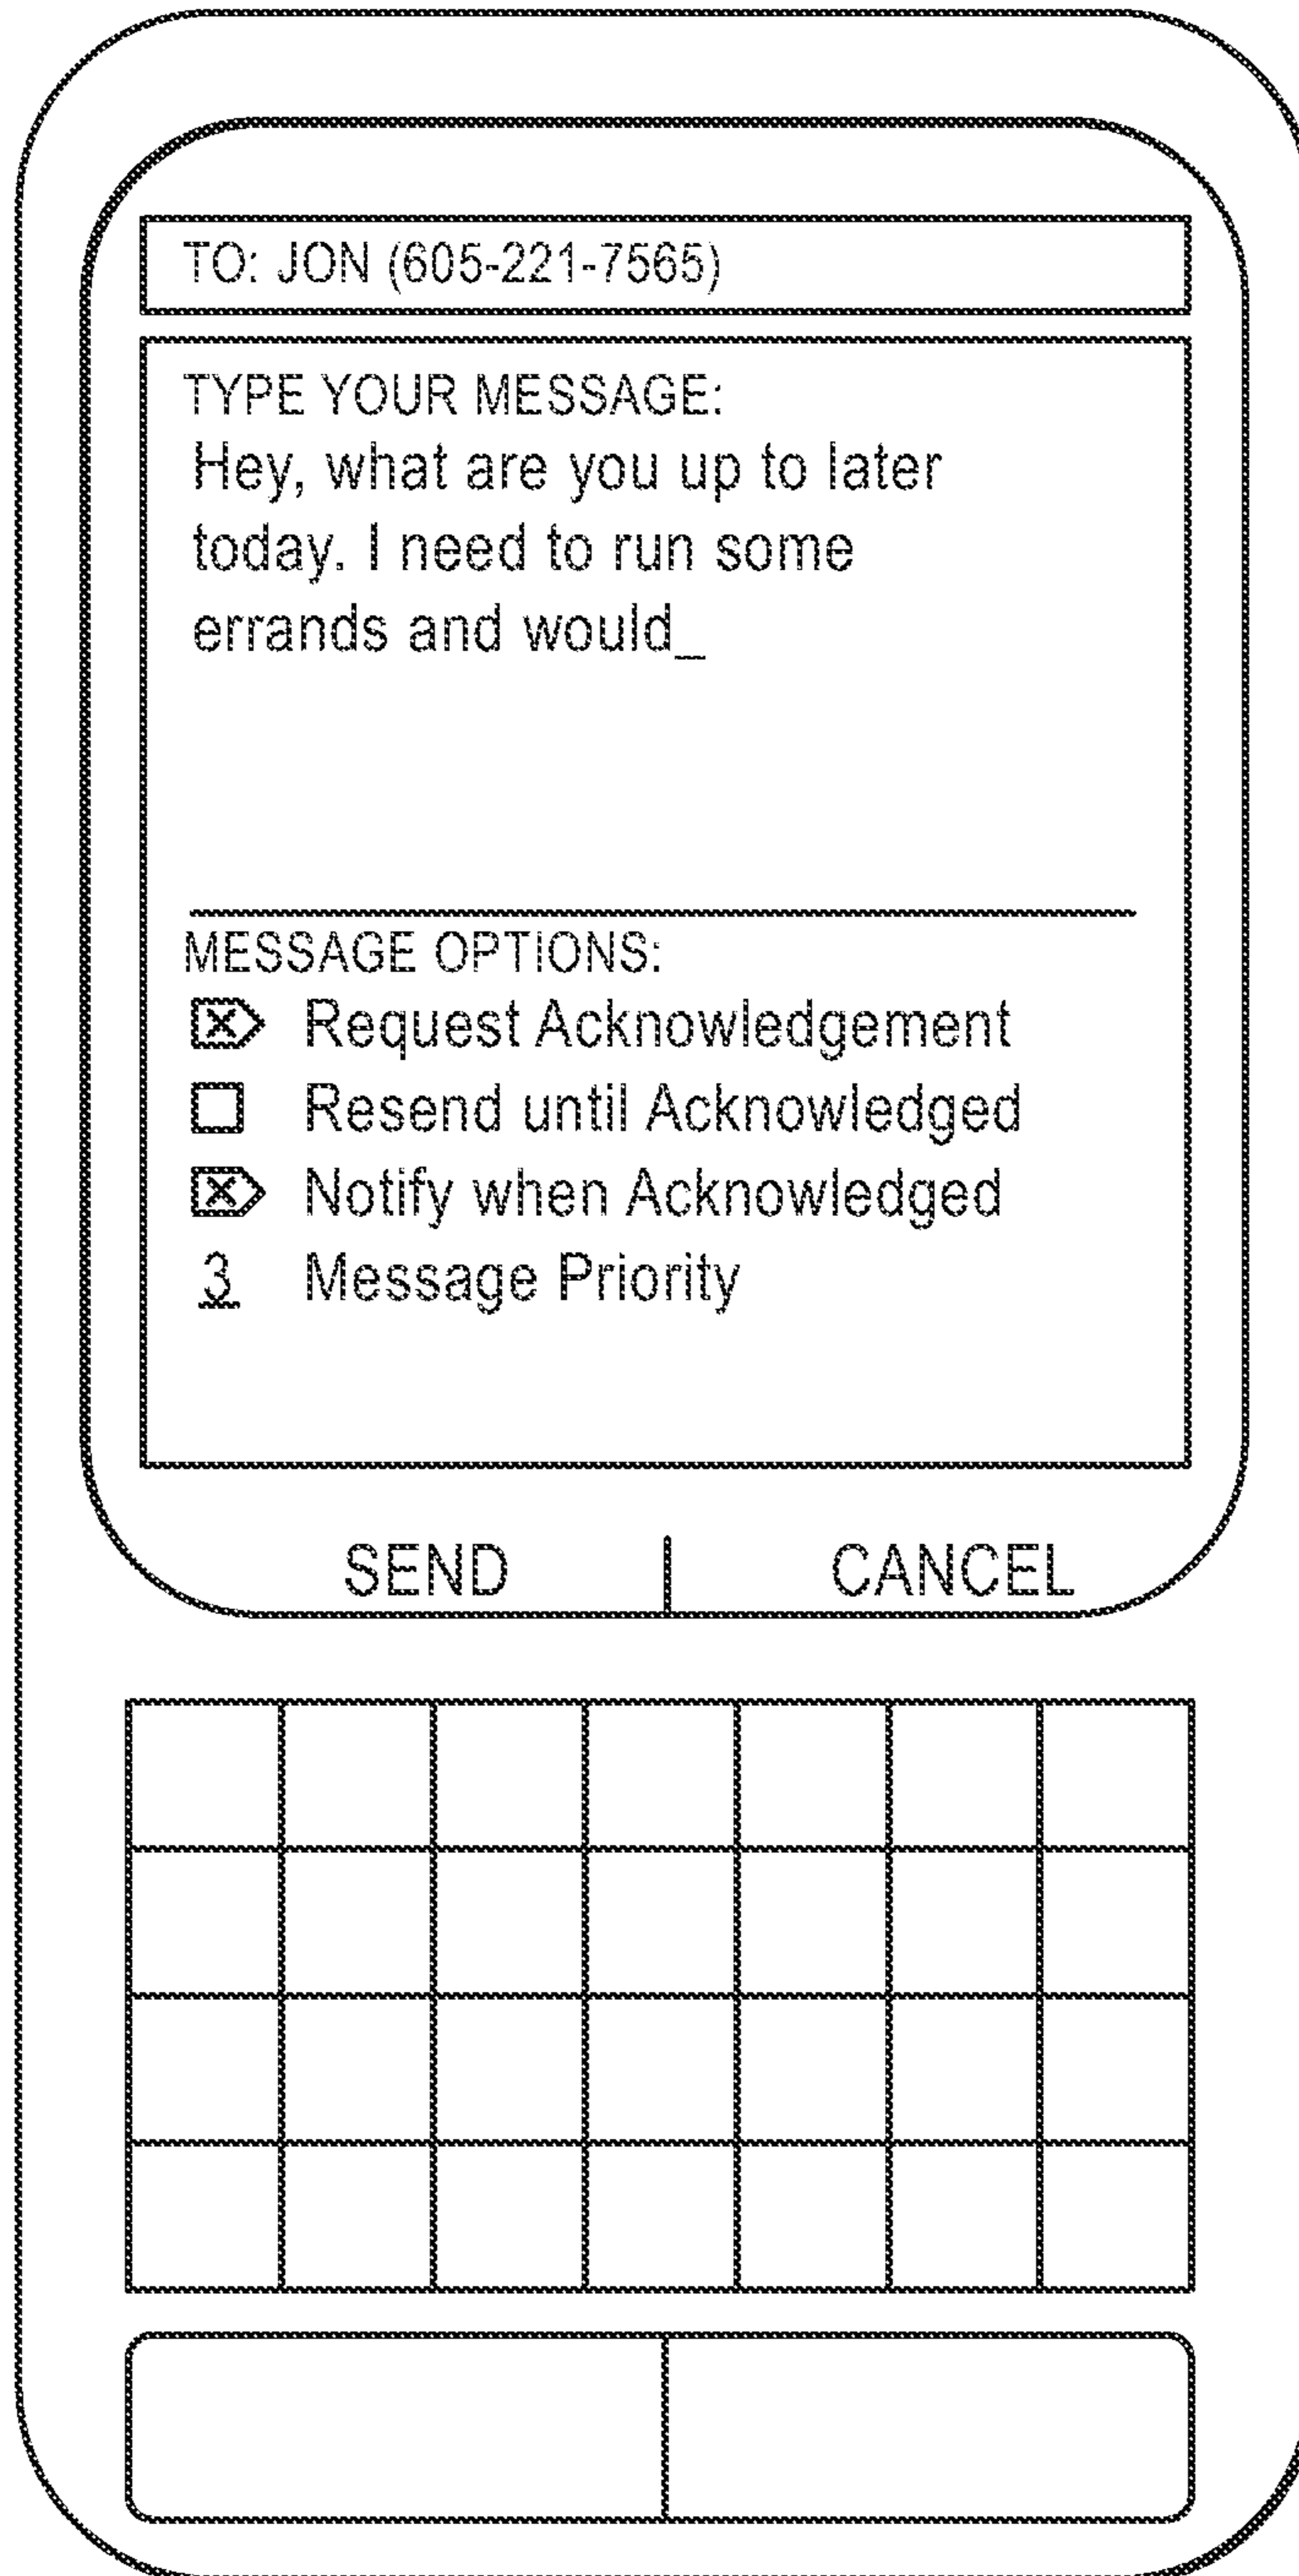 TO: JON (605-221-7565)
TYPE YOUR MESSAGE:
Hey, what are you up to later
today. I need to run some
errands and would_
MESSAGE OPTIONS:
X Request Acknowledgement
Resend until Acknowledged
X Notify when Acknowledged
3 Message Priority
SEND | CANCEL